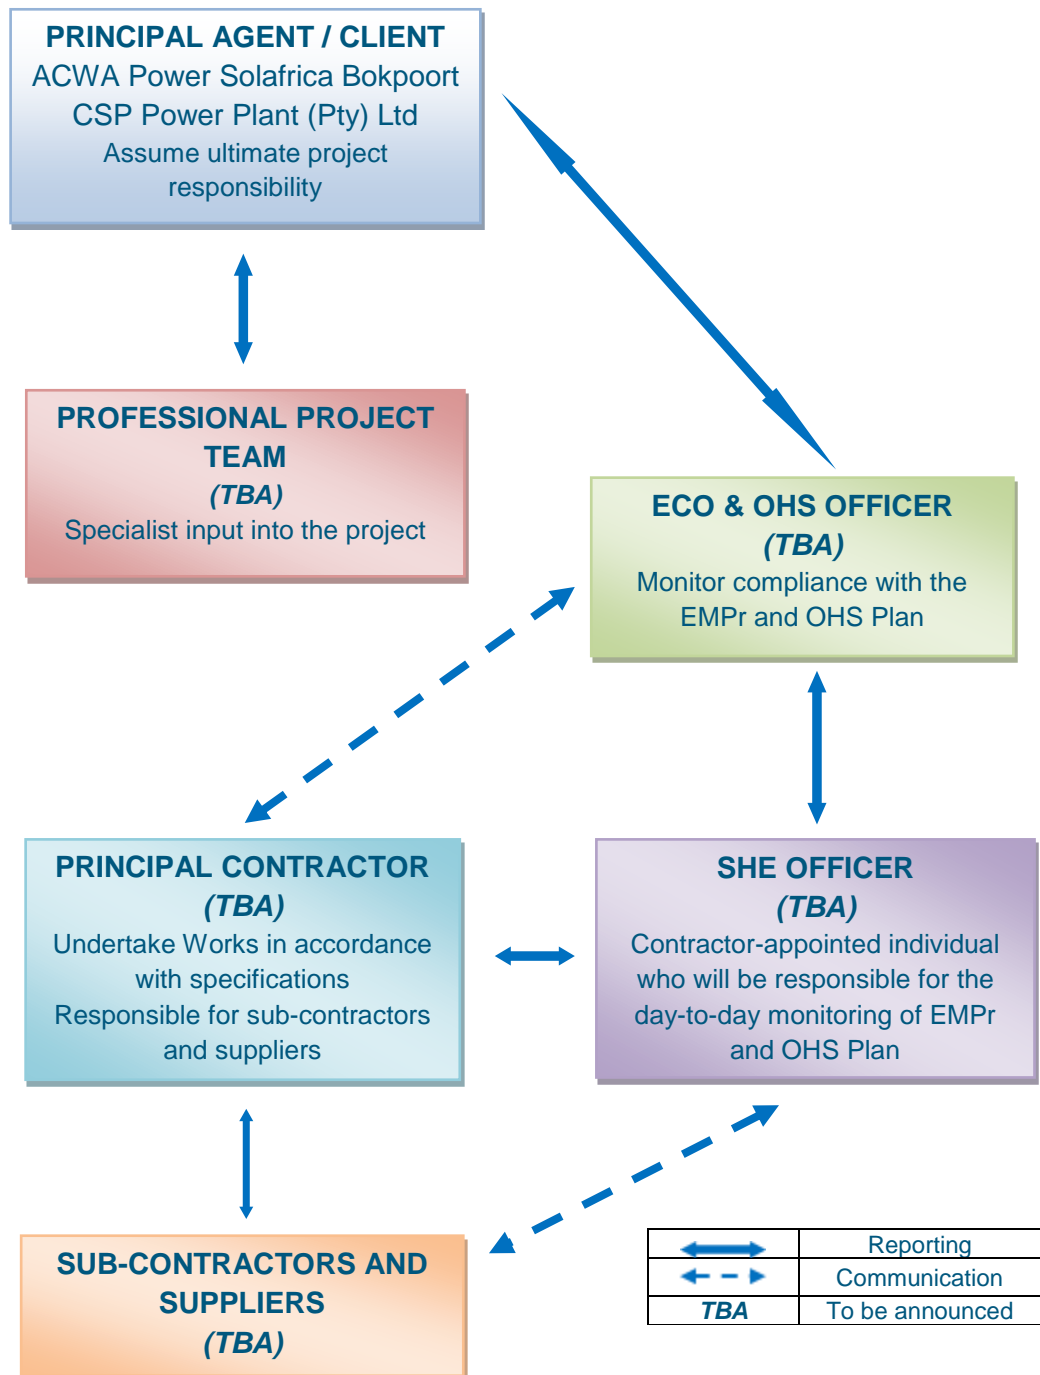 PRINCIPAL AGENT / CLIENT
ACWA Power Solafrica Bokpoort
CSP Power Plant (Pty) Ltd
Assume ultimate project
responsibility
PROFESSIONAL PROJECT
TEAM
(TBA)
Specialist input into the project
ECO & OHS OFFICER
(TBA)
Monitor compliance with the
EMPr and OHS Plan
PRINCIPAL CONTRACTOR
(TBA)
Undertake Works in accordance
with specifications
Responsible for sub-contractors
and suppliers
SHE OFFICER
(TBA)
Contractor-appointed individual
who will be responsible for the
day-to-day monitoring of EMPr
and OHS Plan
SUB-CONTRACTORS AND
SUPPLIERS
(TBA)
Reporting
Communication
TBA To be announced